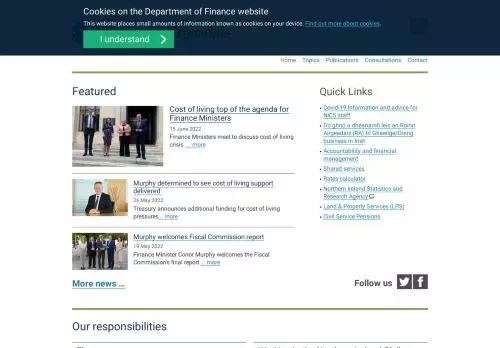 Cookies on the Department of Finance website
This website places small amounts of information known as cookies on your device. Find out more about cookies.
I understand
Home Topics Publications Consultations Contact
Featured
Cost of living top of the agenda for
Finance Ministers
15 June 2022
Finance Ministers meet to discuss cost of living
crisis ... more
Murphy determined to see cost of living support
delivered
26 May 2022
Treasury announces additional funding for cost of living
pressures ... more
Murphy welcomes Fiscal Commission report
19 May 2022
Finance Minister Conor Murphy welcomes the Fiscal
Commission's final report ... more
More news ...
Quick Links
Covid-19 Information and advice for
NICS staff
Do ghnó a dhéanamh leis an Roinn
Airgeadais (RA) trí Ghaeilge/Doing
business in Irish
Accountability and financial
management
Shared services
Rates calculator
Northern Ireland Statistics and
Research Agency
Land & Property Services (LPS)
Civil Service Pensions
Follow us
Our responsibilities